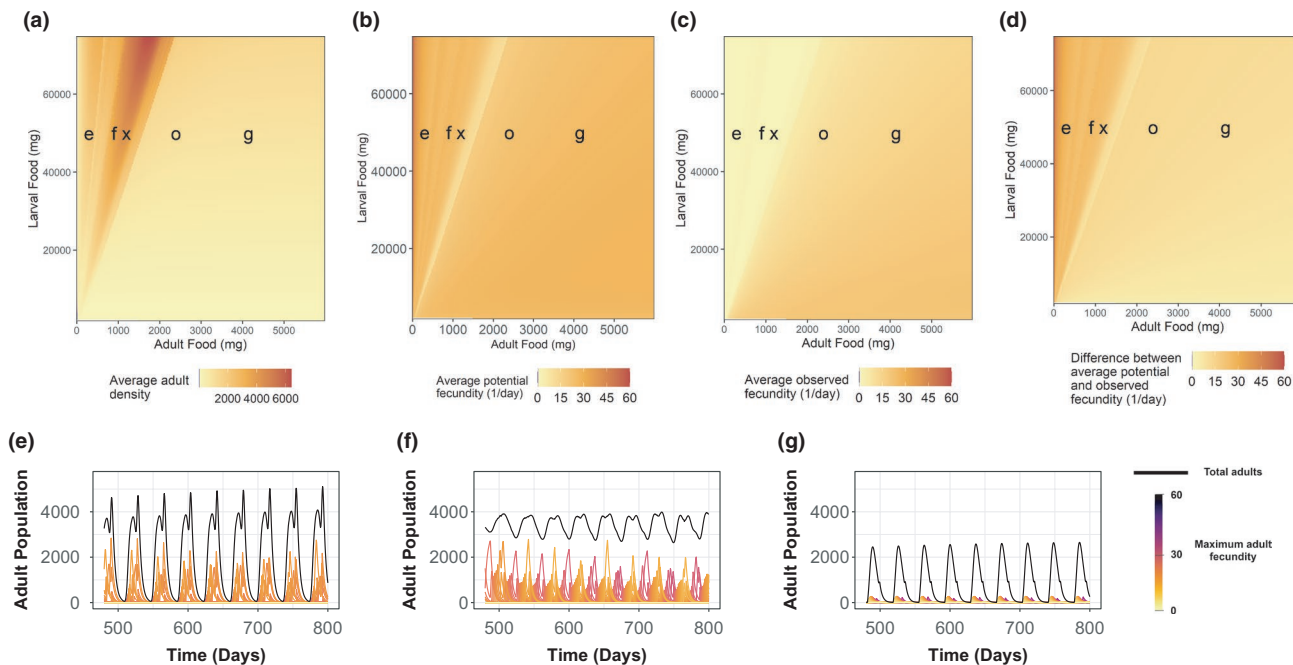 (a)
(b)
(c)
(d)
Larval Food (mg)
60000
40000
20000
e f x o g
0 1000 2000 3000 4000 5000
Adult Food (mg)
Average adult
density
2000 4000 6000
Larval Food (mg)
60000
40000
20000
e f x o g
0 1000 2000 3000 4000 5000
Adult Food (mg)
Average potential
fecundity (1/day)
0 15 30 45 60
Larval Food (mg)
60000
40000
20000
e f x o g
0 1000 2000 3000 4000 5000
Adult Food (mg)
Average observed
fecundity (1/day)
0 15 30 45 60
Larval Food (mg)
60000
40000
20000
e f x o g
0 1000 2000 3000 4000 5000
Adult Food (mg)
Difference between
average potential
and observed
fecundity (1/day)
0 15 30 45 60
(e)
Adult Population
4000
2000
0
500 600 700 800
Time (Days)
(f)
Adult Population
4000
2000
0
500 600 700 800
Time (Days)
(g)
Adult Population
4000
2000
0
500 600 700 800
Time (Days)
Total adults
60
30
0
Maximum adult
fecundity